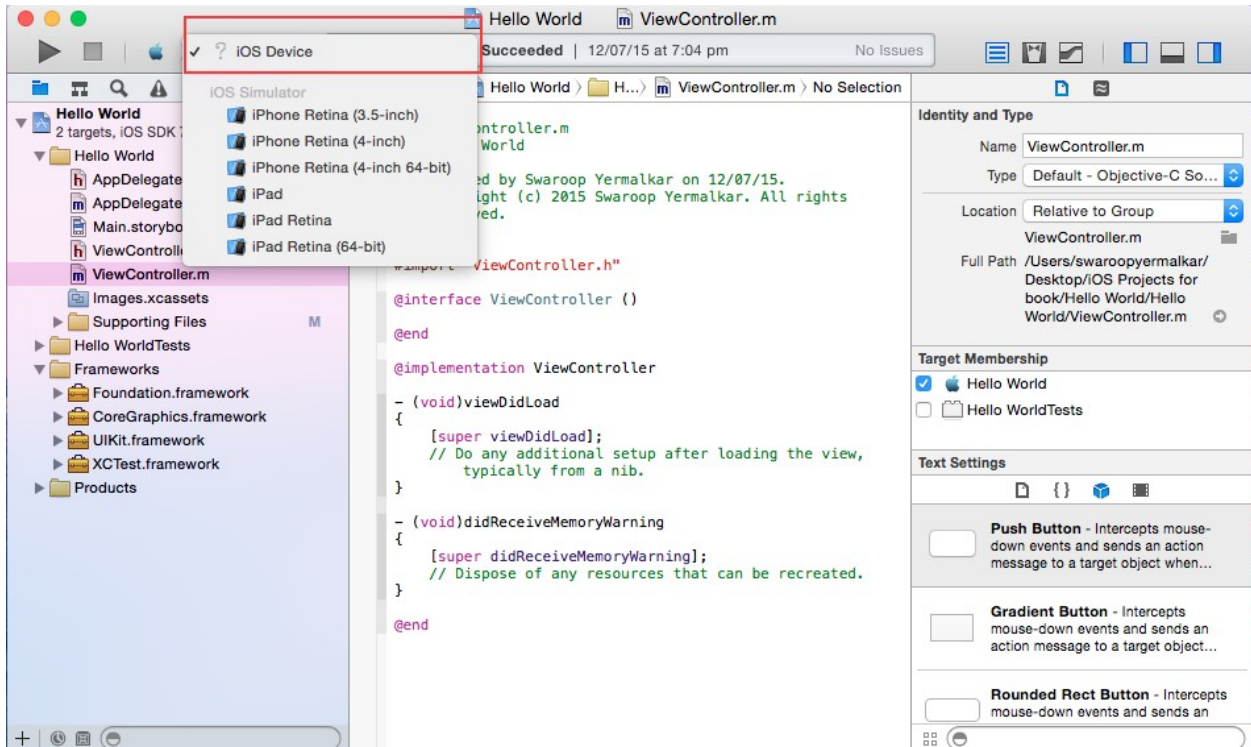 Hello World
ViewController.m
iOS Device
Succeeded | 12/07/15 at 7:04 pm
No Issues
iOS Simulator
iPhone Retina (3.5-inch)
iPhone Retina (4-inch)
iPhone Retina (4-inch 64-bit)
iPad
iPad Retina
iPad Retina (64-bit)
Hello World
2 targets, iOS SDK
Hello World
AppDelegate
AppDelegate
Main.storybo
ViewControll
ViewController.m
Images.xcassets
Supporting Files M
Hello WorldTests
Frameworks
Foundation.framework
CoreGraphics.framework
UIKit.framework
XCTest.framework
Products
Hello World H... ViewController.m No Selection
ontroller.m
World
ed by Swaroop Yermalkar on 12/07/15.
ight (c) 2015 Swaroop Yermalkar. All rights
ved.
#import "ViewController.h"
@interface ViewController ()
@end
@implementation ViewController
- (void)viewDidLoad
{
[super viewDidLoad];
// Do any additional setup after loading the view,
typically from a nib.
}
- (void)didReceiveMemoryWarning
{
[super didReceiveMemoryWarning];
// Dispose of any resources that can be recreated.
}
@end
Identity and Type
Name ViewController.m
Type Default - Objective-C So...
Location Relative to Group
ViewController.m
Full Path /Users/swaroopyermalkar/
Desktop/iOS Projects for
book/Hello World/Hello
World/ViewController.m
Target Membership
Hello World
Hello WorldTests
Text Settings
Push Button - Intercepts mouse-
down events and sends an action
message to a target object when...
Gradient Button - Intercepts
mouse-down events and sends an
action message to a target object...
Rounded Rect Button - Intercepts
mouse-down events and sends an